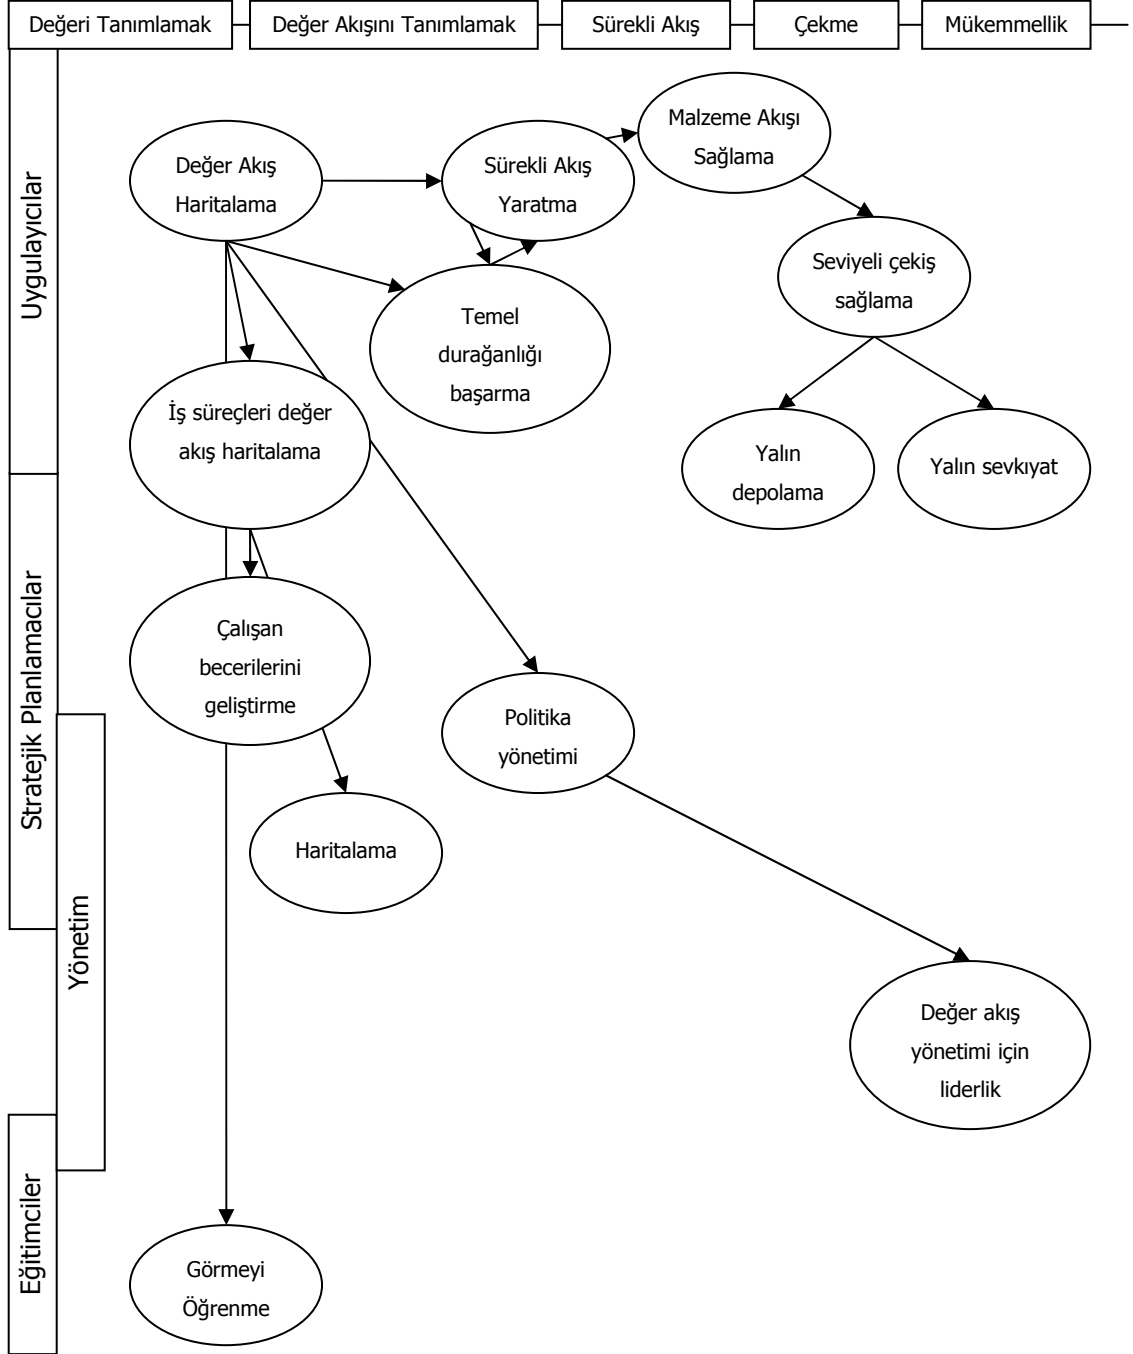 Değeri Tanımlamak
Değer Akışını Tanımlamak
Sürekli Akış
Çekme
Mükemmellik
Uygulayıcılar
Stratejik Planlamacılar
Yönetim
Eğitimciler
Değer Akış
Haritalama
Sürekli Akış
Yaratma
Malzeme Akışı
Sağlama
Seviyeli çekiş
sağlama
Temel
durağanlığı
başarma
İş süreçleri değer
akış haritalama
Yalın
depolama
Yalın sevkıyat
Çalışan
becerilerini
geliştirme
Politika
yönetimi
Haritalama
Değer akış
yönetimi için
liderlik
Görmeyi
Öğrenme